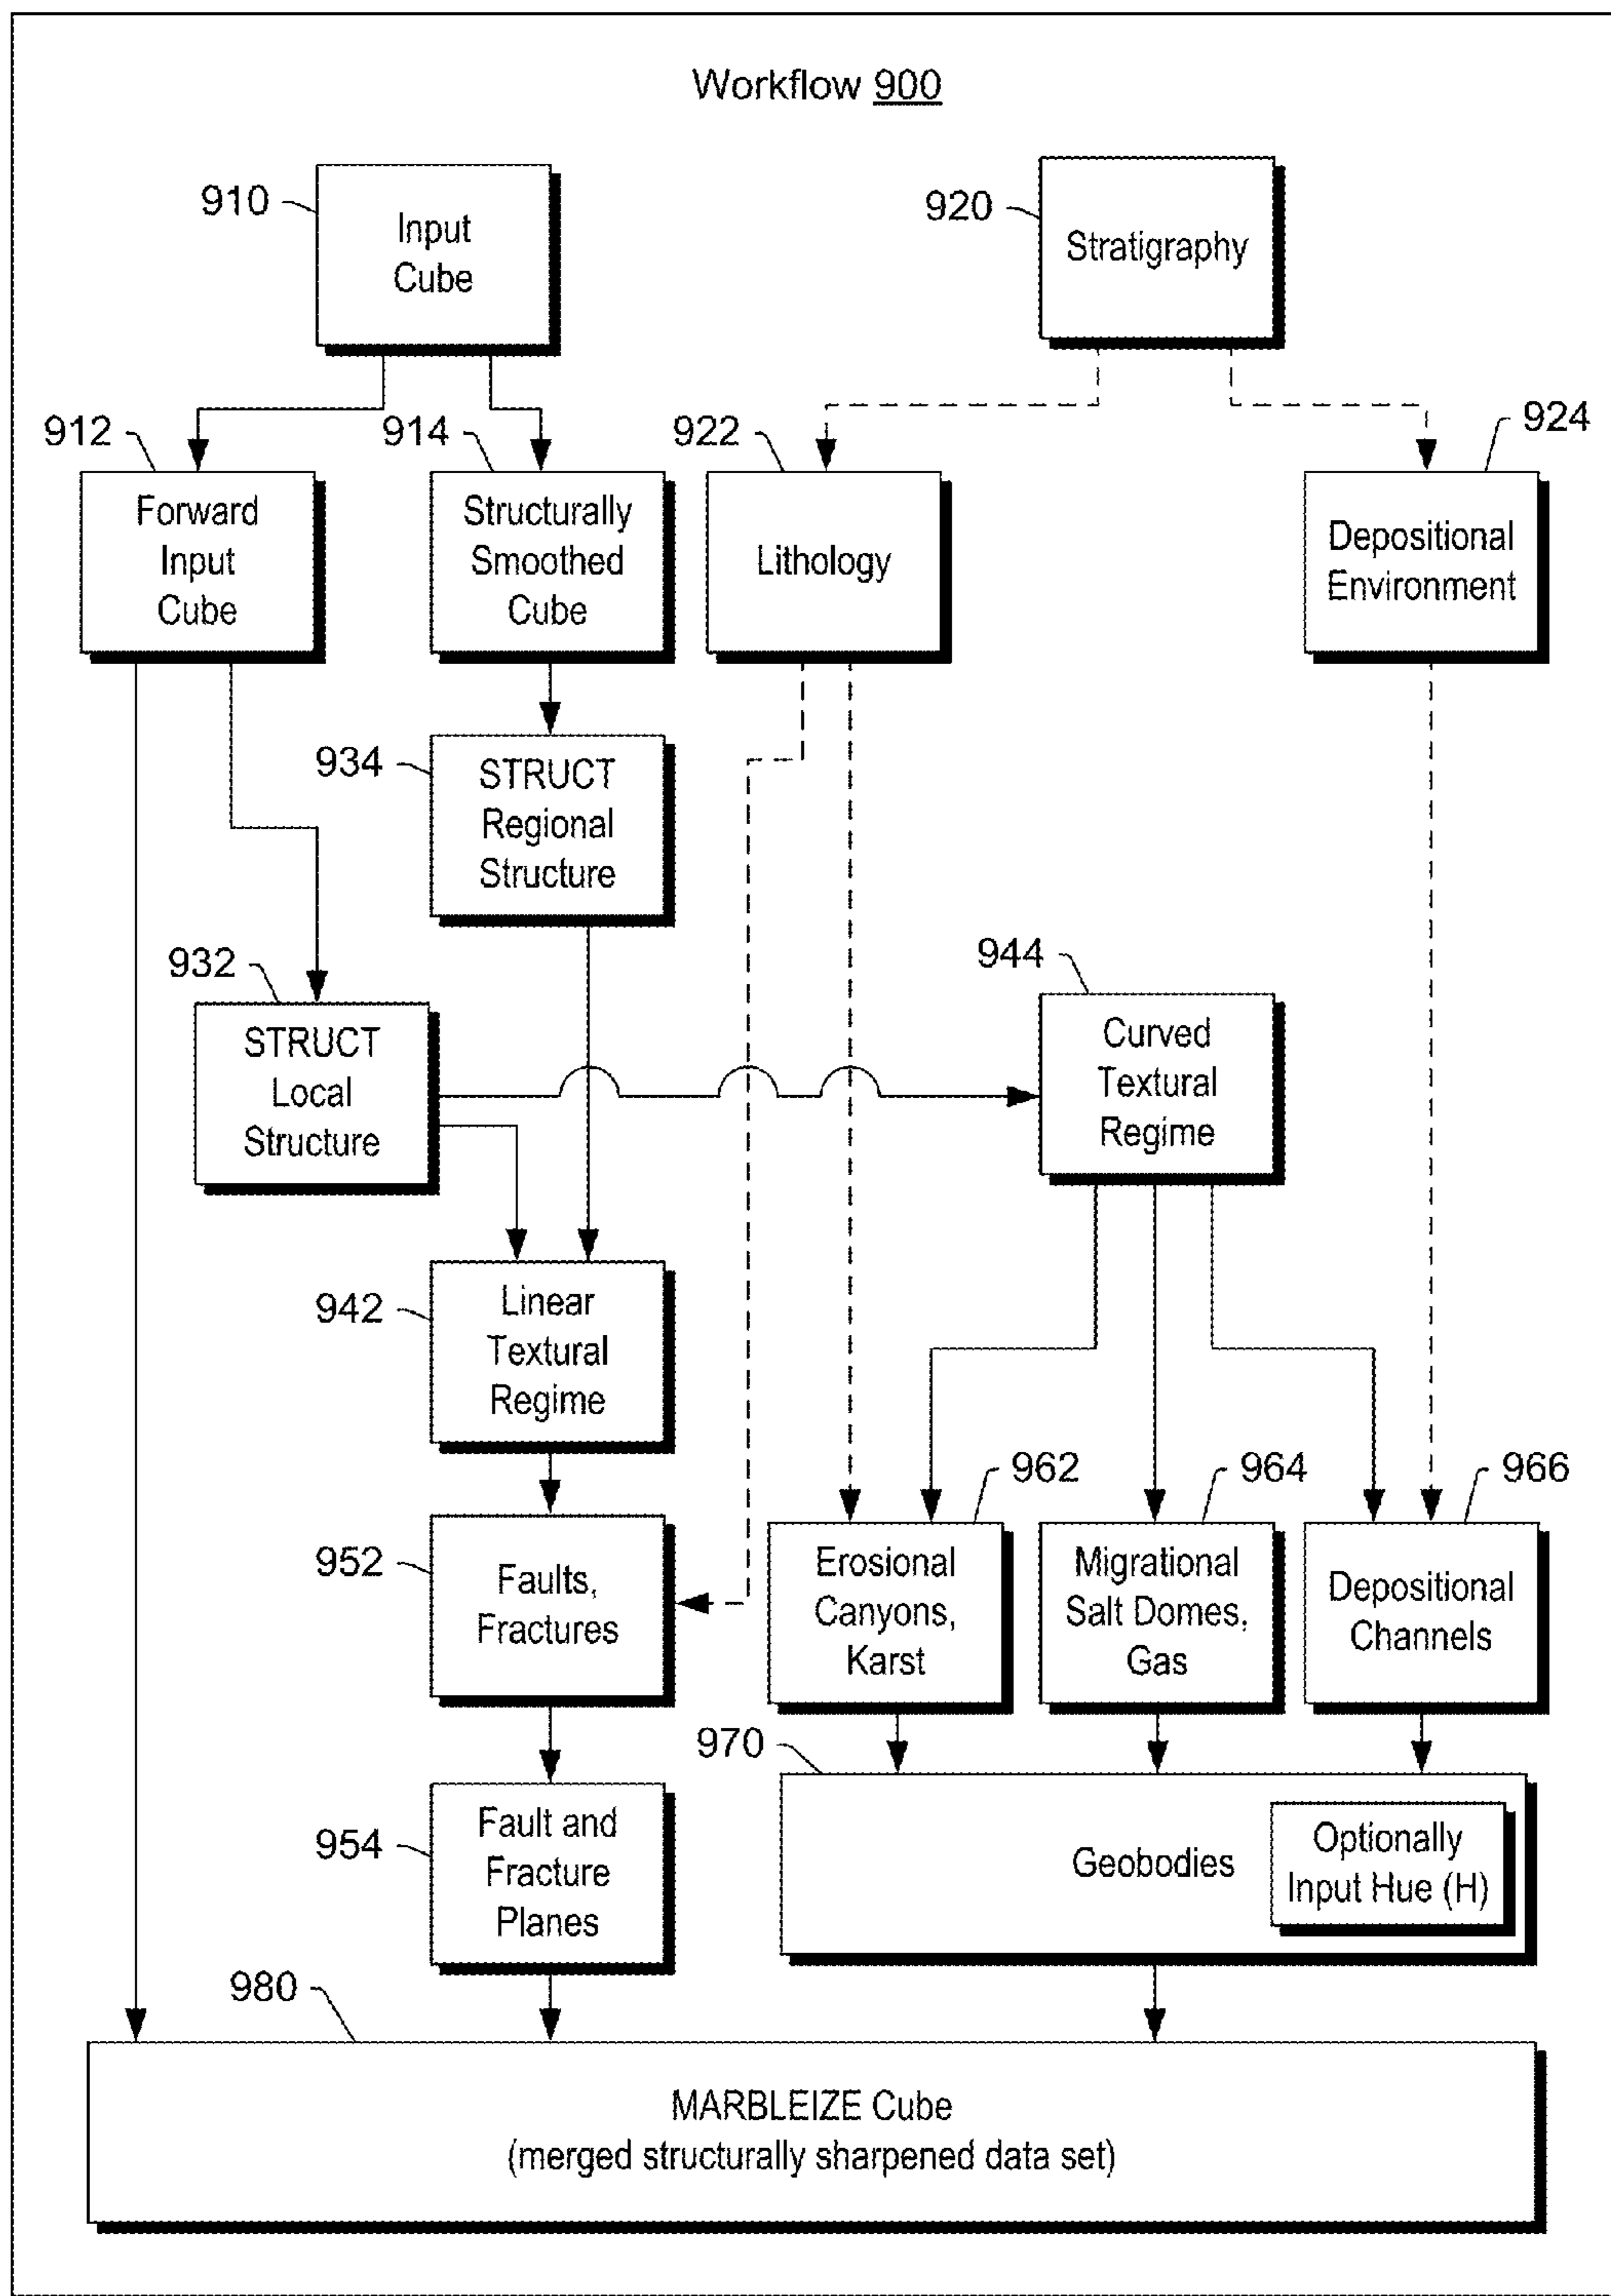 Workflow 900
910
Input
Cube
920
Stratigraphy
912
Forward
Input
Cube
914
Structurally
Smoothed
Cube
922
Lithology
924
Depositional
Environment
934
STRUCT
Regional
Structure
932
STRUCT
Local
Structure
944
Curved
Textural
Regime
942
Linear
Textural
Regime
952
Faults,
Fractures
962
Erosional
Canyons,
Karst
964
Migrational
Salt Domes,
Gas
966
Depositional
Channels
954
Fault and
Fracture
Planes
970
Geobodies
Optionally
Input Hue (H)
980
MARBLEIZE Cube
(merged structurally sharpened data set)